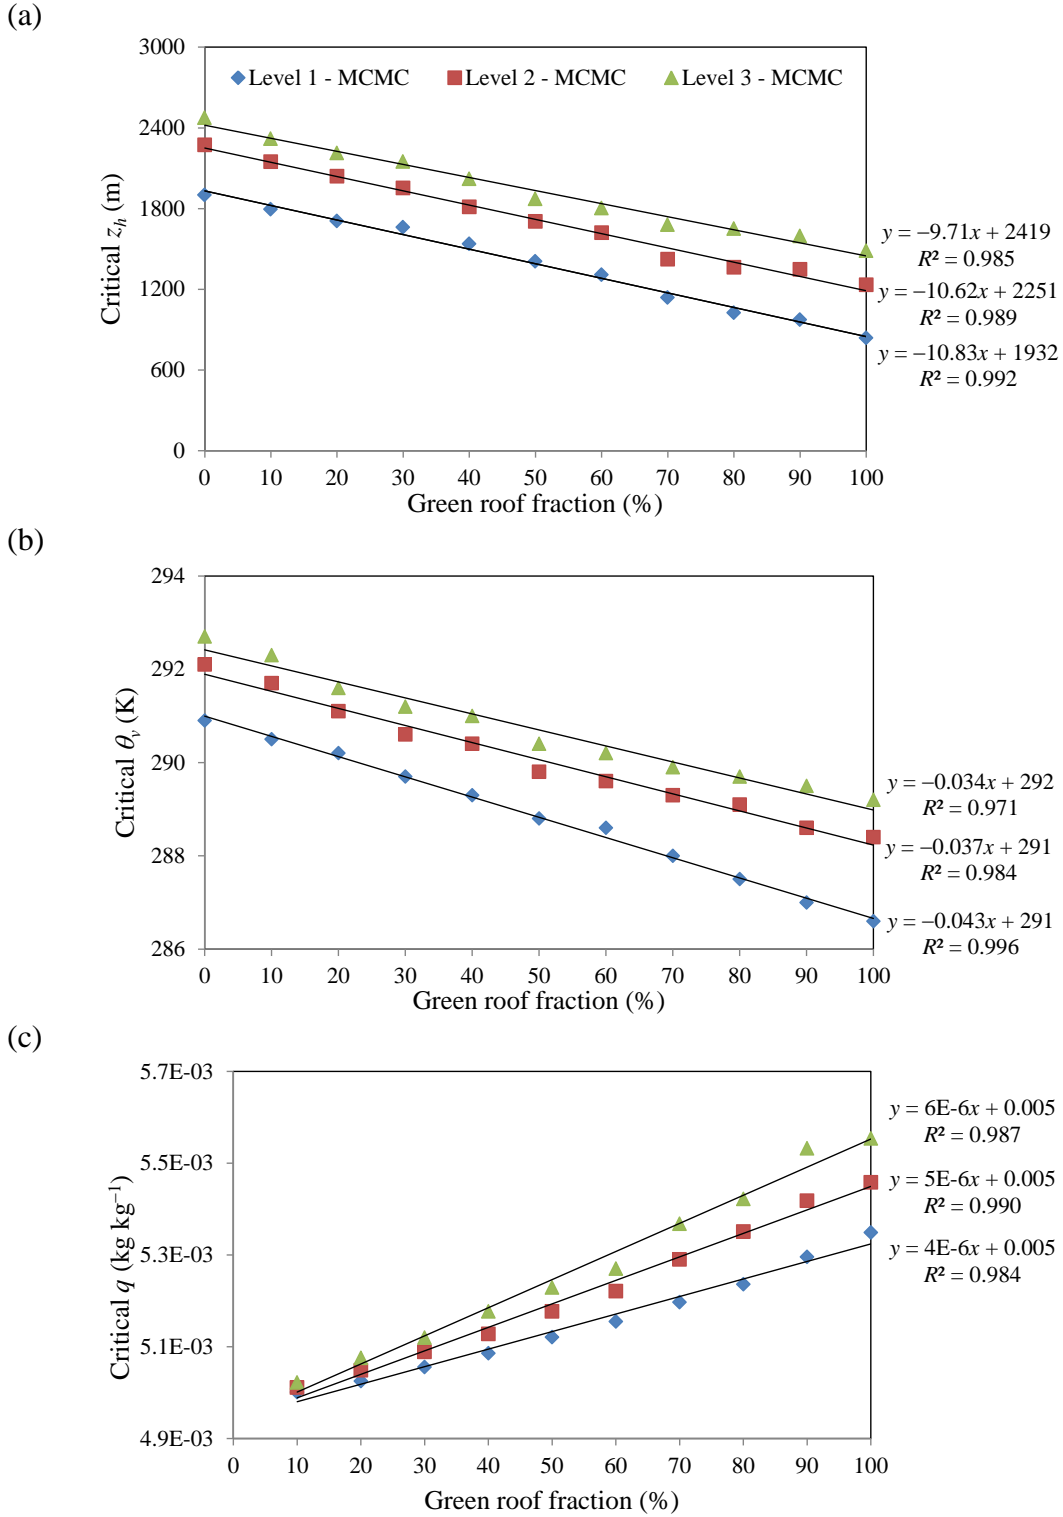 (a)
3000
2400
1800
1200
600
0
Critical z_h (m)
Level 1 - MCMC Level 2 - MCMC Level 3 - MCMC
y = −9.71x + 2419
R² = 0.985
y = −10.62x + 2251
R² = 0.989
y = −10.83x + 1932
R² = 0.992
0 10 20 30 40 50 60 70 80 90 100
Green roof fraction (%)
(b)
294
292
290
288
286
Critical θ_v (K)
y = −0.034x + 292
R² = 0.971
y = −0.037x + 291
R² = 0.984
y = −0.043x + 291
R² = 0.996
0 10 20 30 40 50 60 70 80 90 100
Green roof fraction (%)
(c)
5.7E-03
5.5E-03
5.3E-03
5.1E-03
4.9E-03
Critical q (kg kg⁻¹)
y = 6E-6x + 0.005
R² = 0.987
y = 5E-6x + 0.005
R² = 0.990
y = 4E-6x + 0.005
R² = 0.984
0 10 20 30 40 50 60 70 80 90 100
Green roof fraction (%)